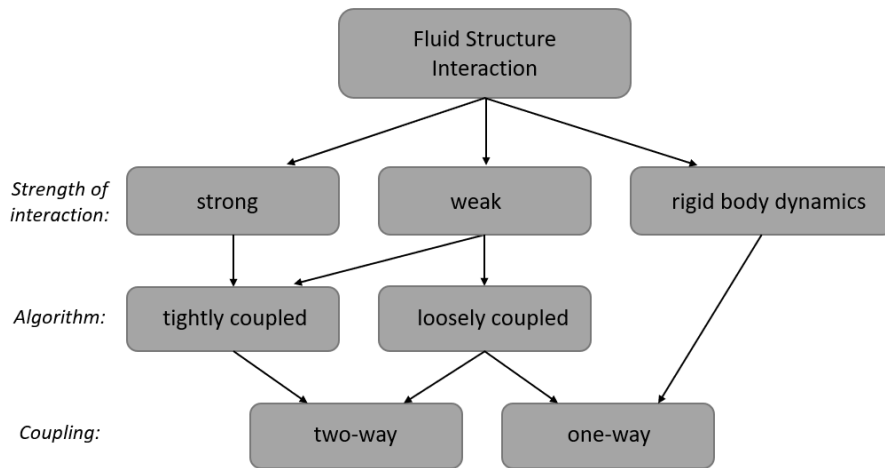 Fluid Structure
Interaction
Strength of
interaction:
strong
weak
rigid body dynamics
Algorithm:
tightly coupled
loosely coupled
Coupling:
two-way
one-way